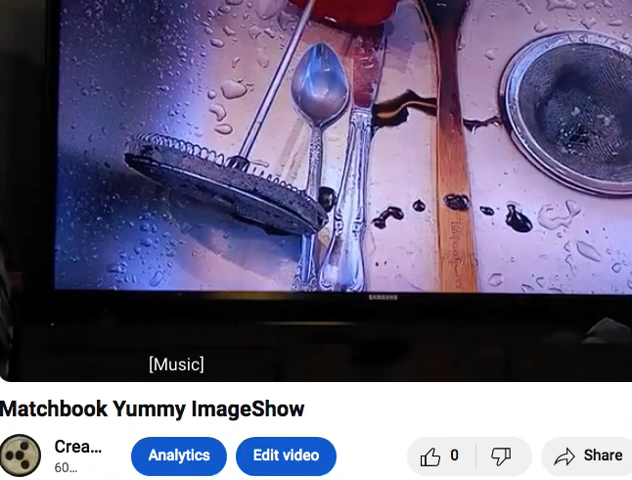 SAMSUNG
[Music]
Matchbook Yummy ImageShow
Crea...
60...
Analytics
Edit video
0
Share